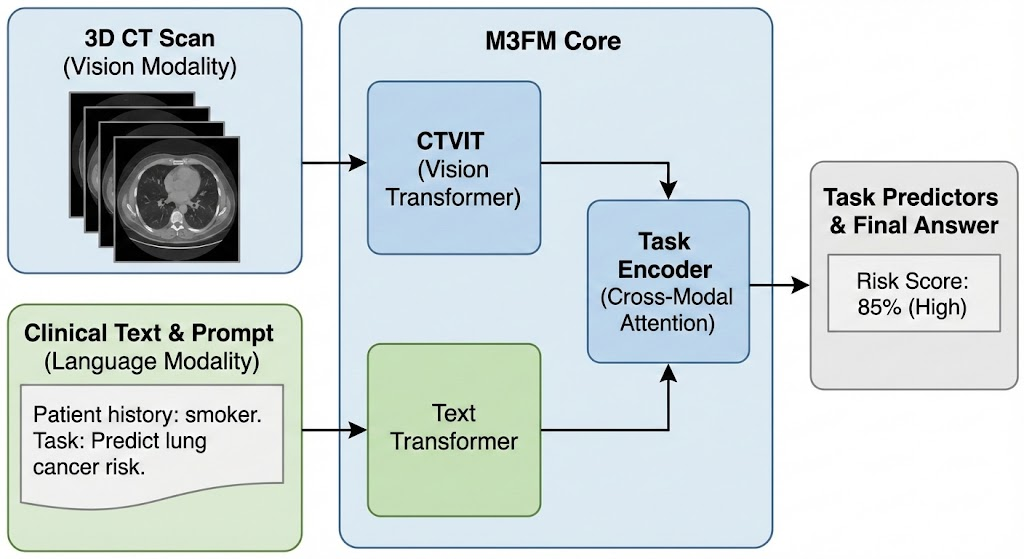 3D CT Scan
(Vision Modality)
Clinical Text & Prompt
(Language Modality)
Patient history: smoker.
Task: Predict lung
cancer risk.
M3FM Core
CTVIT
(Vision
Transformer)
Text
Transformer
Task
Encoder
(Cross-Modal
Attention)
Task Predictors
& Final Answer
Risk Score:
85% (High)